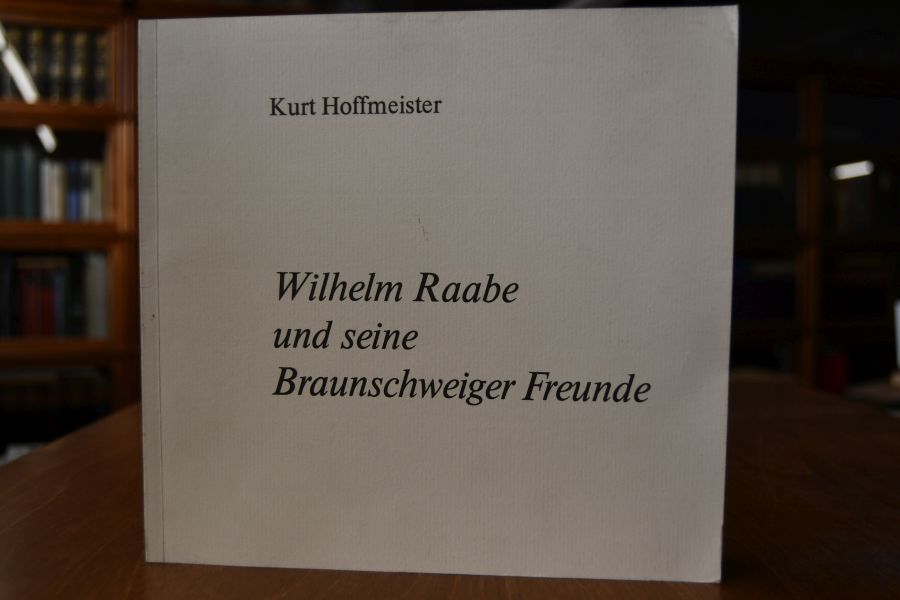 Kurt Hoffmeister
Wilhelm Raabe
und seine
Braunschweiger Freunde